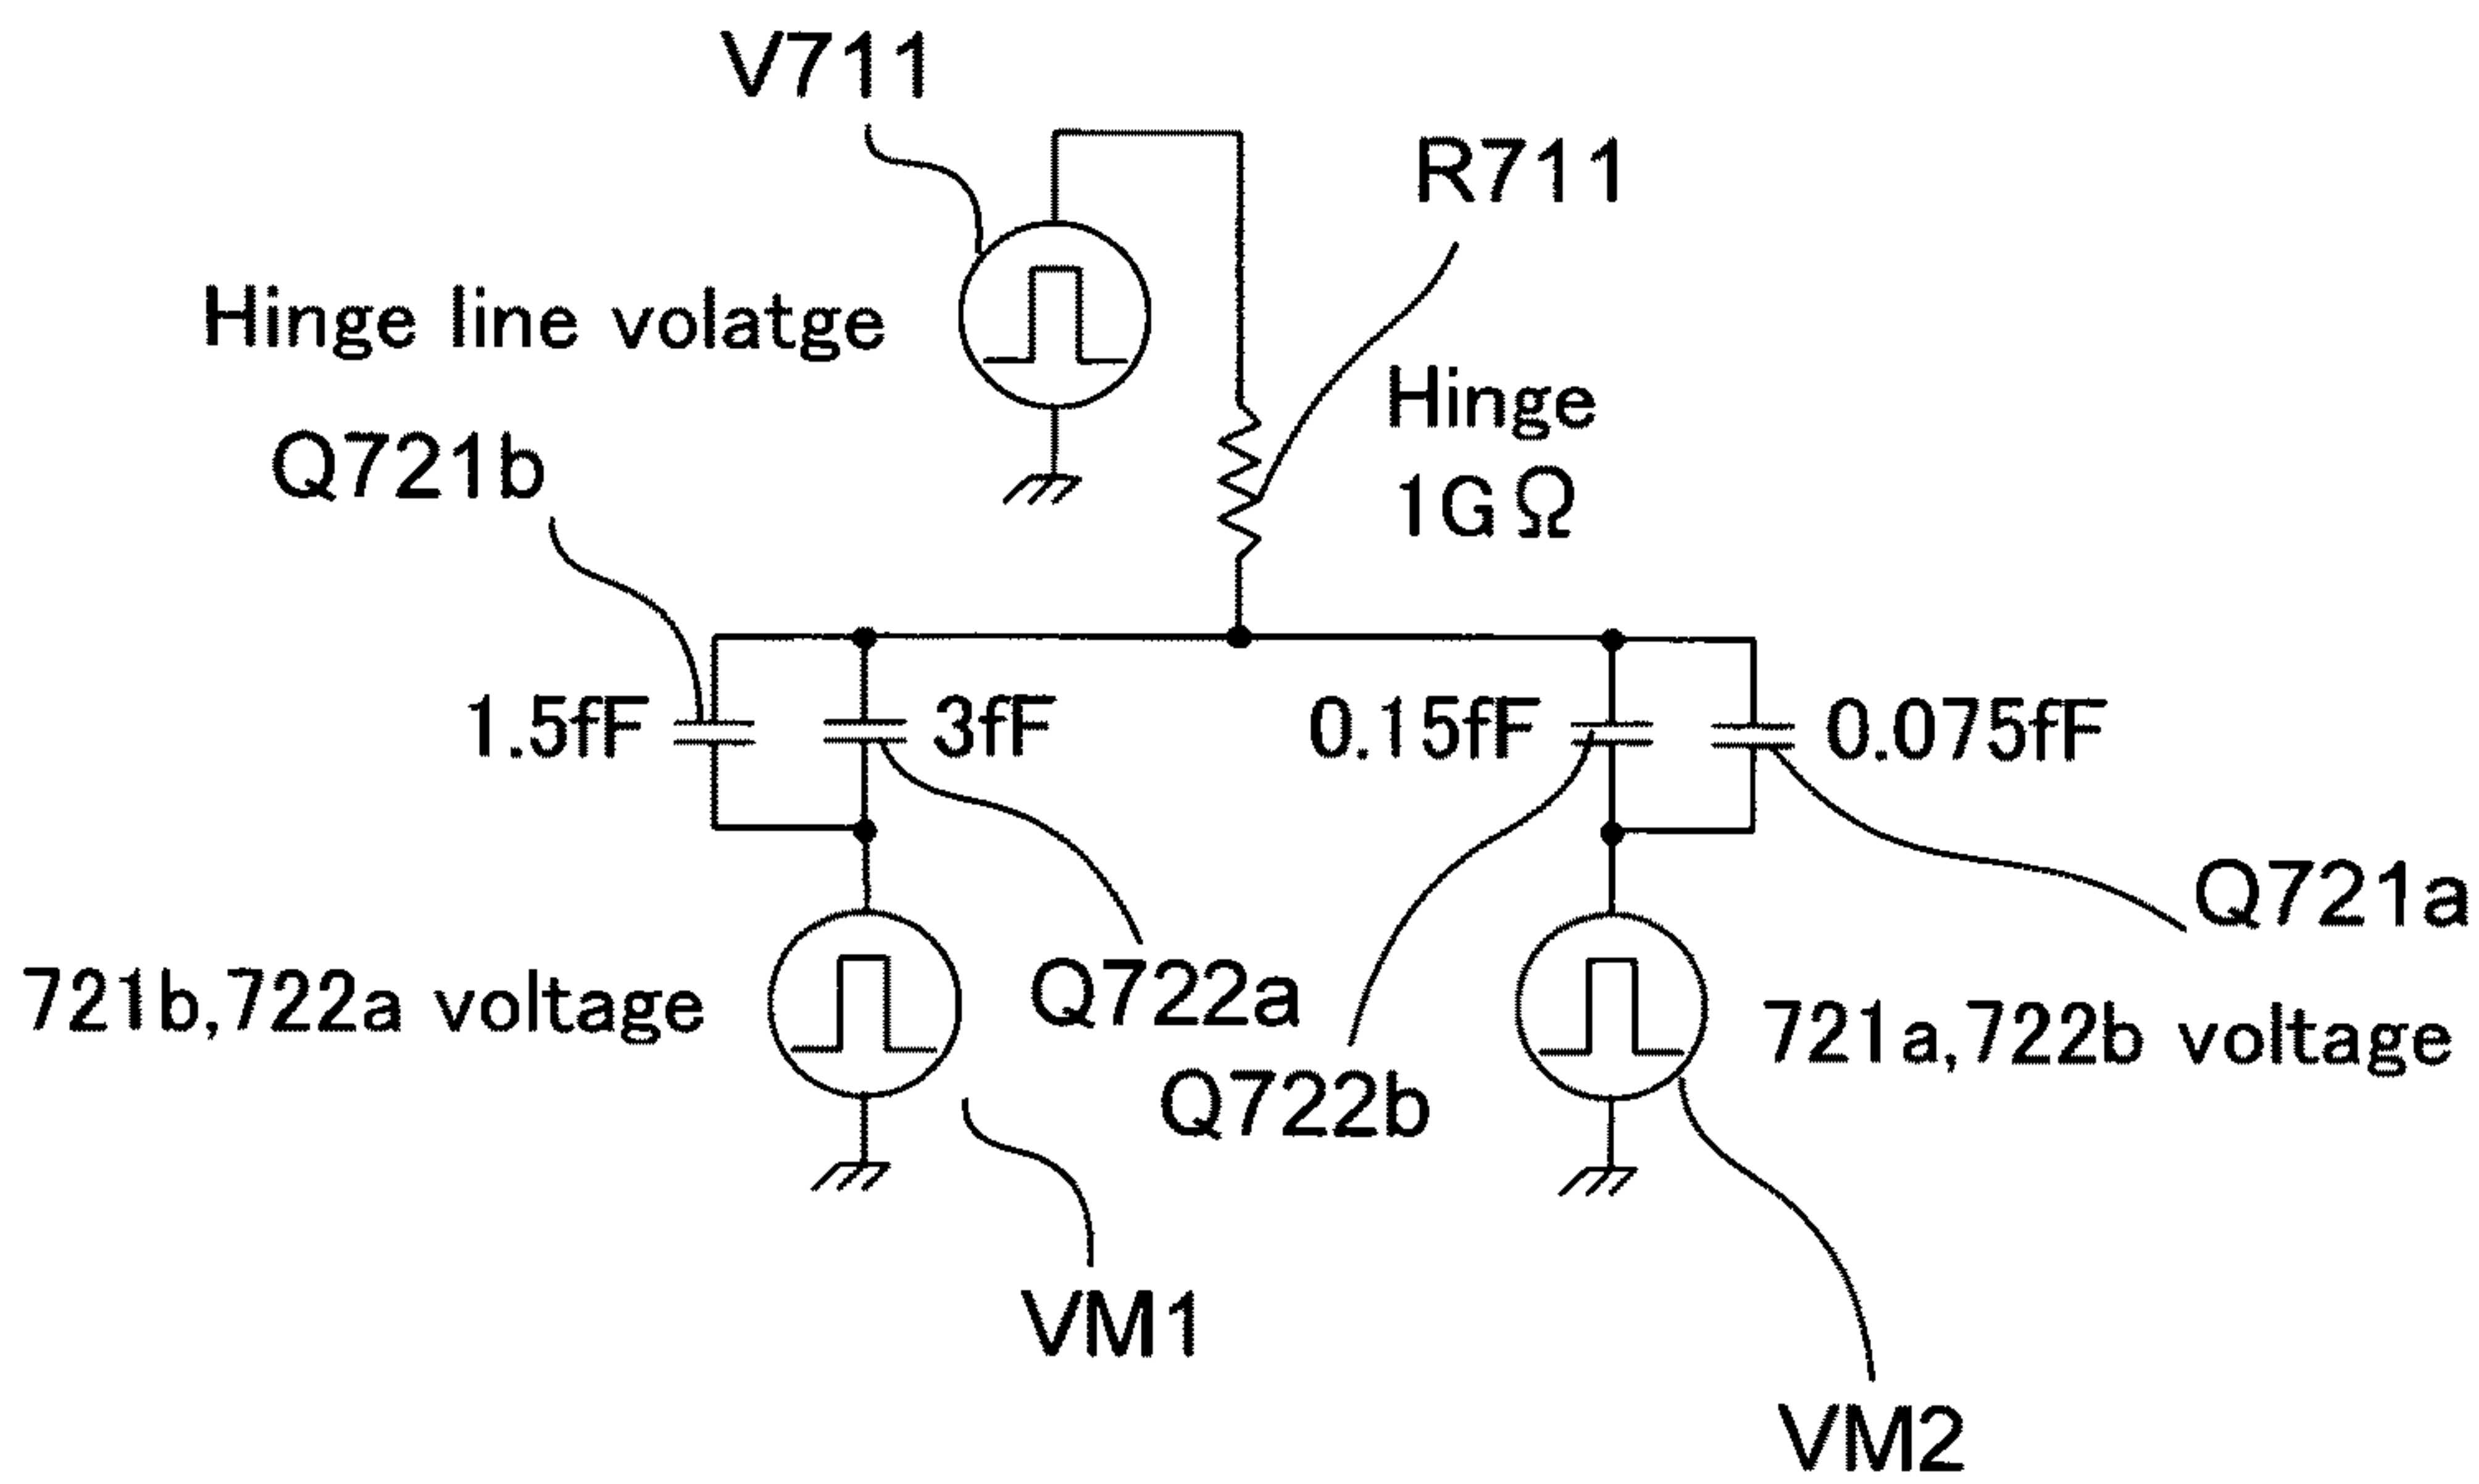 V711
R711
Hinge line volatge
Hinge
1GΩ
Q721b
1.5fF
3fF
0.15fF
0.075fF
Q721a
721b,722a voltage
Q722a
721a,722b voltage
Q722b
VM1
VM2